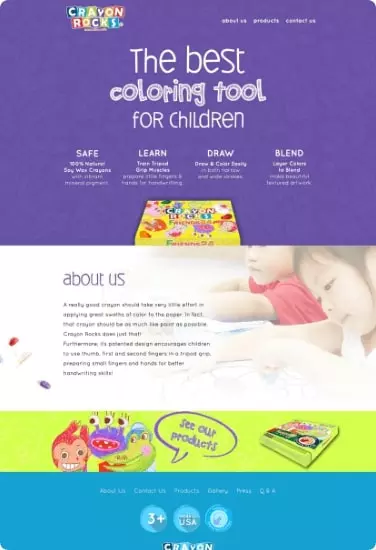 CRAYON
ROCKS
about us products contact us
The best
coloring tool
for children
SAFE
100% Natural
Soy Wax Crayons
with vibrant
mineral pigment
LEARN
Train Tripod
Grip Muscles
prepares little fingers &
hands for handwriting
DRAW
Draw & Color Easily
in both narrow
and wide strokes
BLEND
Layer Colors
to Blend
make beautiful
textured artwork
CRAYON
ROCKS
about us
A really good crayon should take very little effort in
applying great swaths of color to the paper. In fact,
that crayon should be as much like paint as possible.
Crayon Rocks does just that!
Furthermore, its patented design encourages children
to use thumb, first and second fingers in a tripod grip,
preparing small fingers and hands for better
handwriting skills!
see our
products
About Us Contact Us Products Gallery Press Q & A
3+
USA
CRAYON